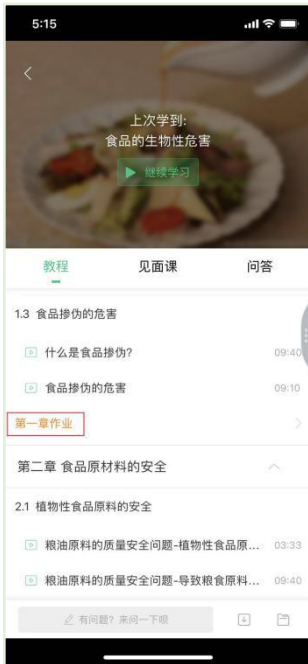 5:15
上次学到:
食品的生物性危害
继续学习
教程
见面课
问答
1.3 食品掺伪的危害
什么是食品掺伪?
09:40
食品掺伪的危害
09:10
第一章作业
第二章 食品原材料的安全
2.1 植物性食品原料的安全
粮油原料的质量安全问题-植物性食品原...
03:33
粮油原料的质量安全问题-导致粮食原料...
09:40
有问题? 来问一下呗